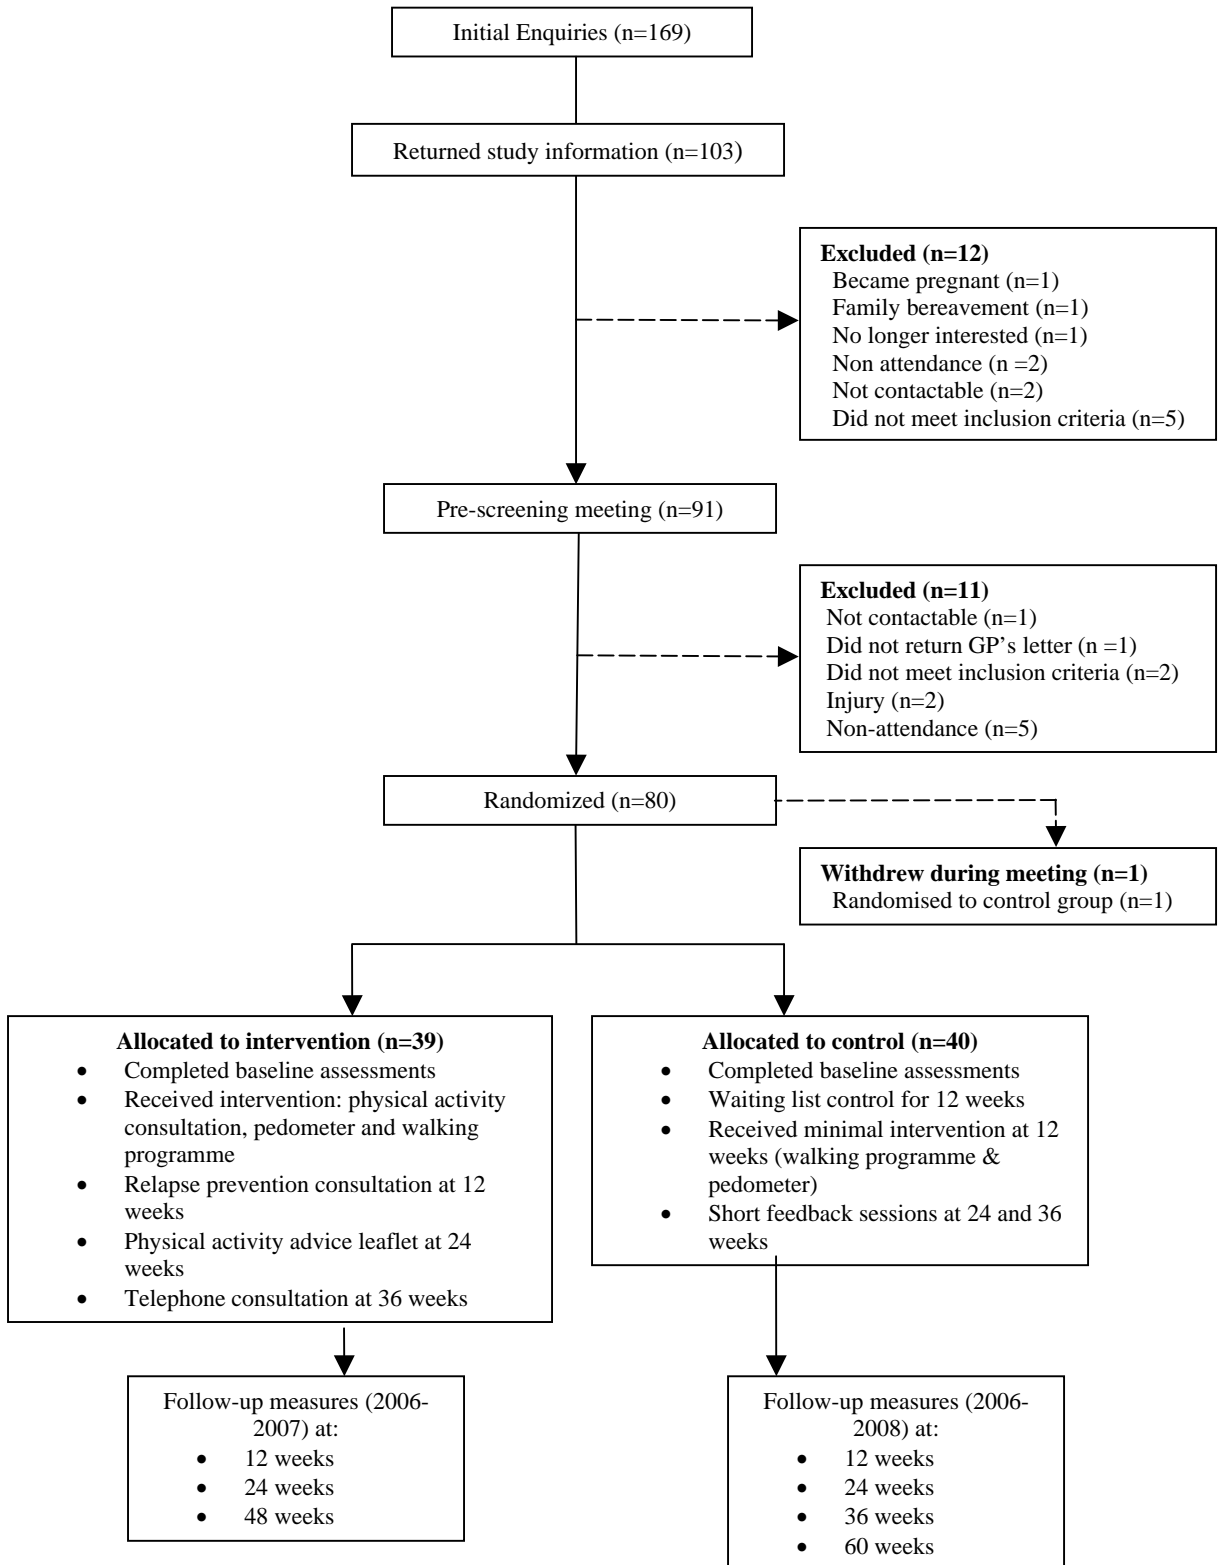 Initial Enquiries (n=169)
Returned study information (n=103)
Excluded (n=12)
Became pregnant (n=1)
Family bereavement (n=1)
No longer interested (n=1)
Non attendance (n =2)
Not contactable (n=2)
Did not meet inclusion criteria (n=5)
Pre-screening meeting (n=91)
Excluded (n=11)
Not contactable (n=1)
Did not return GP's letter (n =1)
Did not meet inclusion criteria (n=2)
Injury (n=2)
Non-attendance (n=5)
Randomized (n=80)
Withdrew during meeting (n=1)
Randomised to control group (n=1)
Allocated to intervention (n=39)
• Completed baseline assessments
• Received intervention: physical activity
consultation, pedometer and walking
programme
• Relapse prevention consultation at 12
weeks
• Physical activity advice leaflet at 24
weeks
• Telephone consultation at 36 weeks
Allocated to control (n=40)
• Completed baseline assessments
• Waiting list control for 12 weeks
• Received minimal intervention at 12
weeks (walking programme &
pedometer)
• Short feedback sessions at 24 and 36
weeks
Follow-up measures (2006-
2007) at:
• 12 weeks
• 24 weeks
• 48 weeks
Follow-up measures (2006-
2008) at:
• 12 weeks
• 24 weeks
• 36 weeks
• 60 weeks